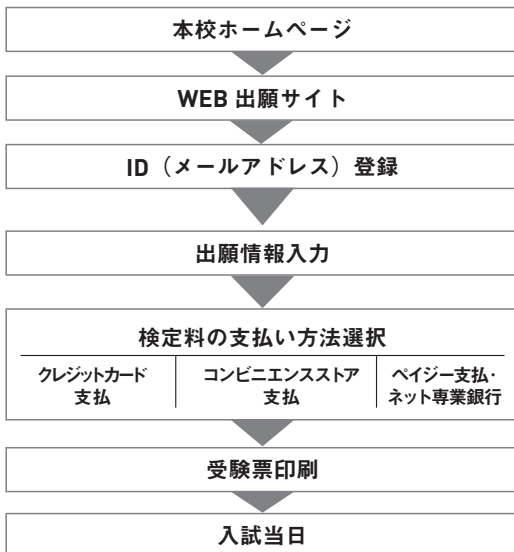 本校ホームページ
WEB 出願サイト
ID（メールアドレス）登録
出願情報入力
検定料の支払い方法選択
クレジットカード
支払
コンビニエンスストア
支払
ペイジー支払・
ネット専業銀行
受験票印刷
入試当日